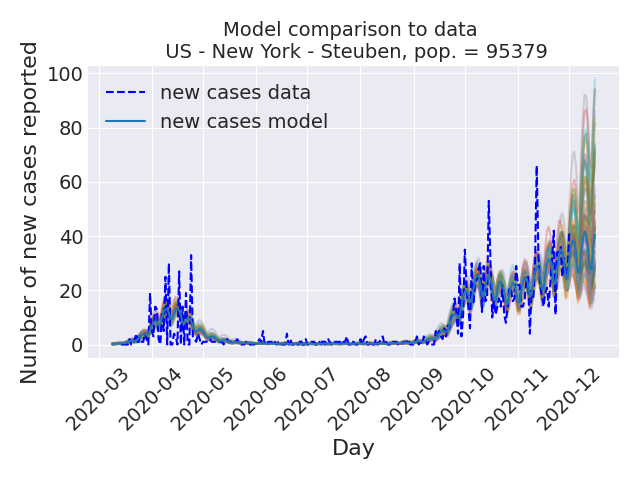 Model comparison to data
US - New York - Steuben, pop. = 95379
Number of new cases reported
100
80
60
40
20
0
new cases data
new cases model
2020-03
2020-04
2020-05
2020-06
2020-07
2020-08
2020-09
2020-10
2020-11
2020-12
Day